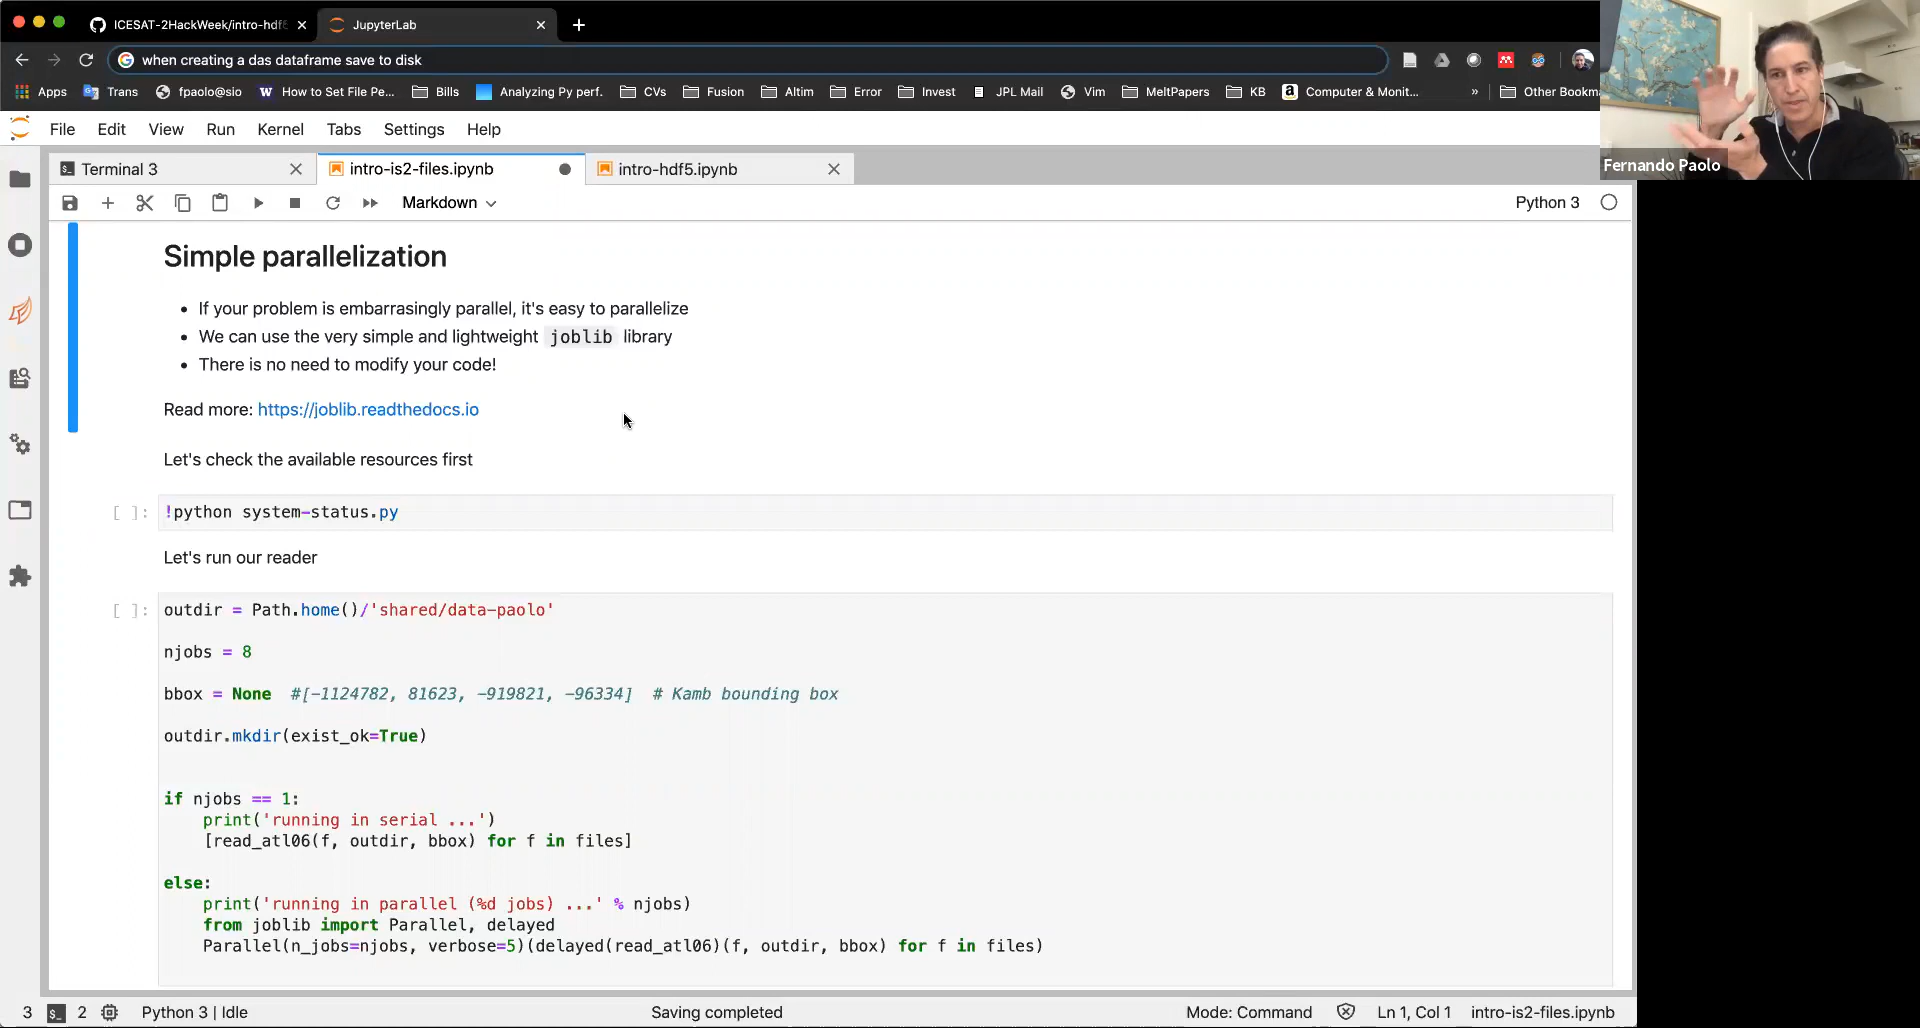 ICESAT-2HackWeek/intro-hdf5
JupyterLab
when creating a das dataframe save to disk
Apps Trans fpaolo@sio How to Set File Pe... Bills Analyzing Py perf. CVs Fusion Altim Error Invest JPL Mail Vim MeltPapers KB Computer & Monit... » Other Bookma
File Edit View Run Kernel Tabs Settings Help
Fernando Paolo
Terminal 3 intro-is2-files.ipynb intro-hdf5.ipynb
Markdown Python 3
Simple parallelization
• If your problem is embarrasingly parallel, it's easy to parallelize
• We can use the very simple and lightweight joblib library
• There is no need to modify your code!
Read more: https://joblib.readthedocs.io
Let's check the available resources first
[ ]: !python system-status.py
Let's run our reader
[ ]: outdir = Path.home()/'shared/data-paolo'
njobs = 8
bbox = None  #[-1124782, 81623, -919821, -96334]  # Kamb bounding box
outdir.mkdir(exist_ok=True)
if njobs == 1:
print('running in serial ...')
[read_atl06(f, outdir, bbox) for f in files]
else:
print('running in parallel (%d jobs) ...' % njobs)
from joblib import Parallel, delayed
Parallel(n_jobs=njobs, verbose=5)(delayed(read_atl06)(f, outdir, bbox) for f in files)
3 2 Python 3 | Idle Saving completed Mode: Command Ln 1, Col 1 intro-is2-files.ipynb